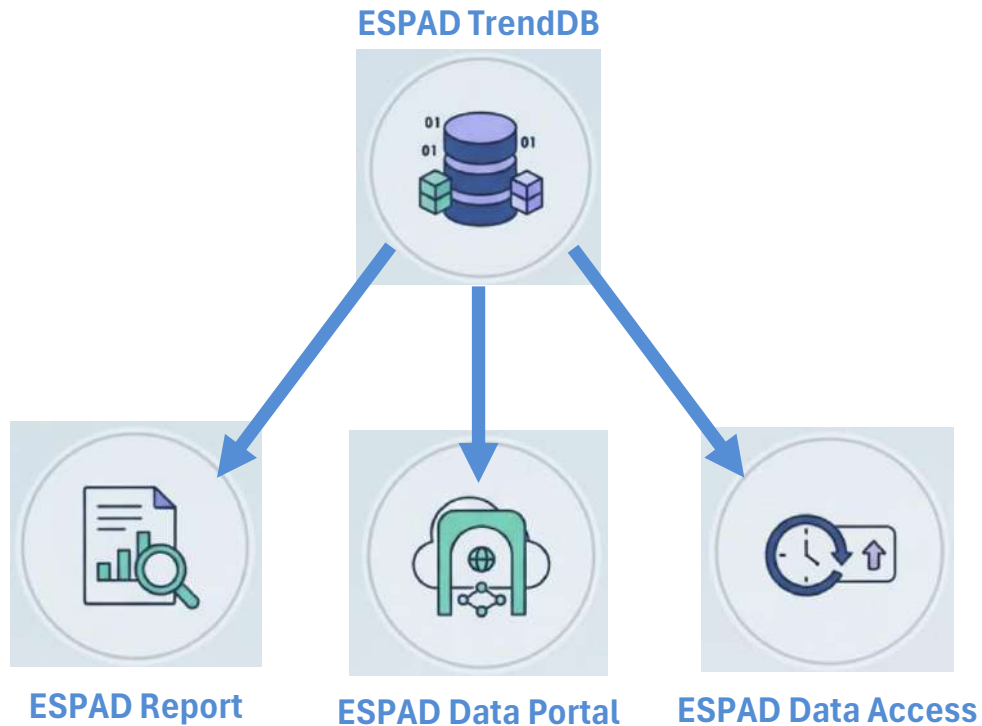 ESPAD TrendDB
01
01
01
ESPAD Report
ESPAD Data Portal
ESPAD Data Access